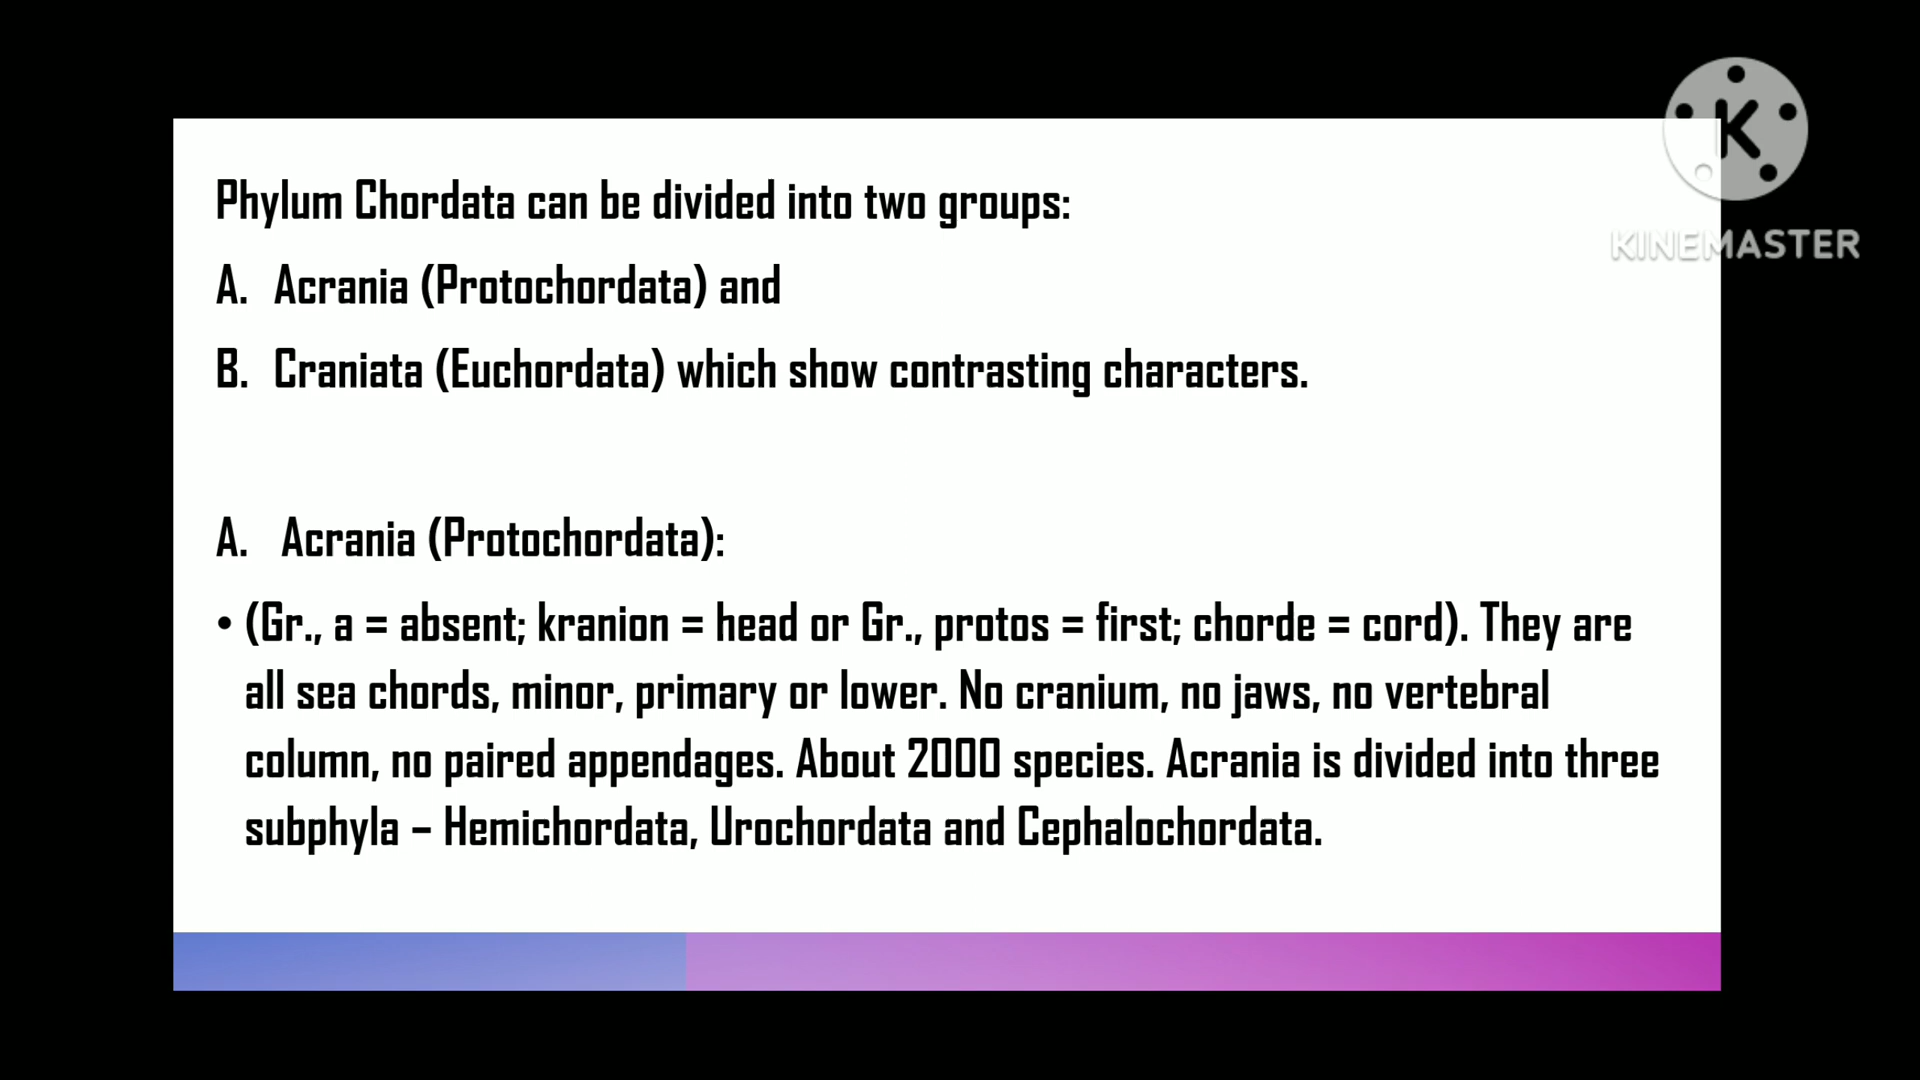 Phylum Chordata can be divided into two groups:
A. Acrania (Protochordata) and
B. Craniata (Euchordata) which show contrasting characters.
A. Acrania (Protochordata):
• (Gr., a = absent; kranion = head or Gr., protos = first; chorde = cord). They are
all sea chords, minor, primary or lower. No cranium, no jaws, no vertebral
column, no paired appendages. About 2000 species. Acrania is divided into three
subphyla – Hemichordata, Urochordata and Cephalochordata.
K
KINEMASTER